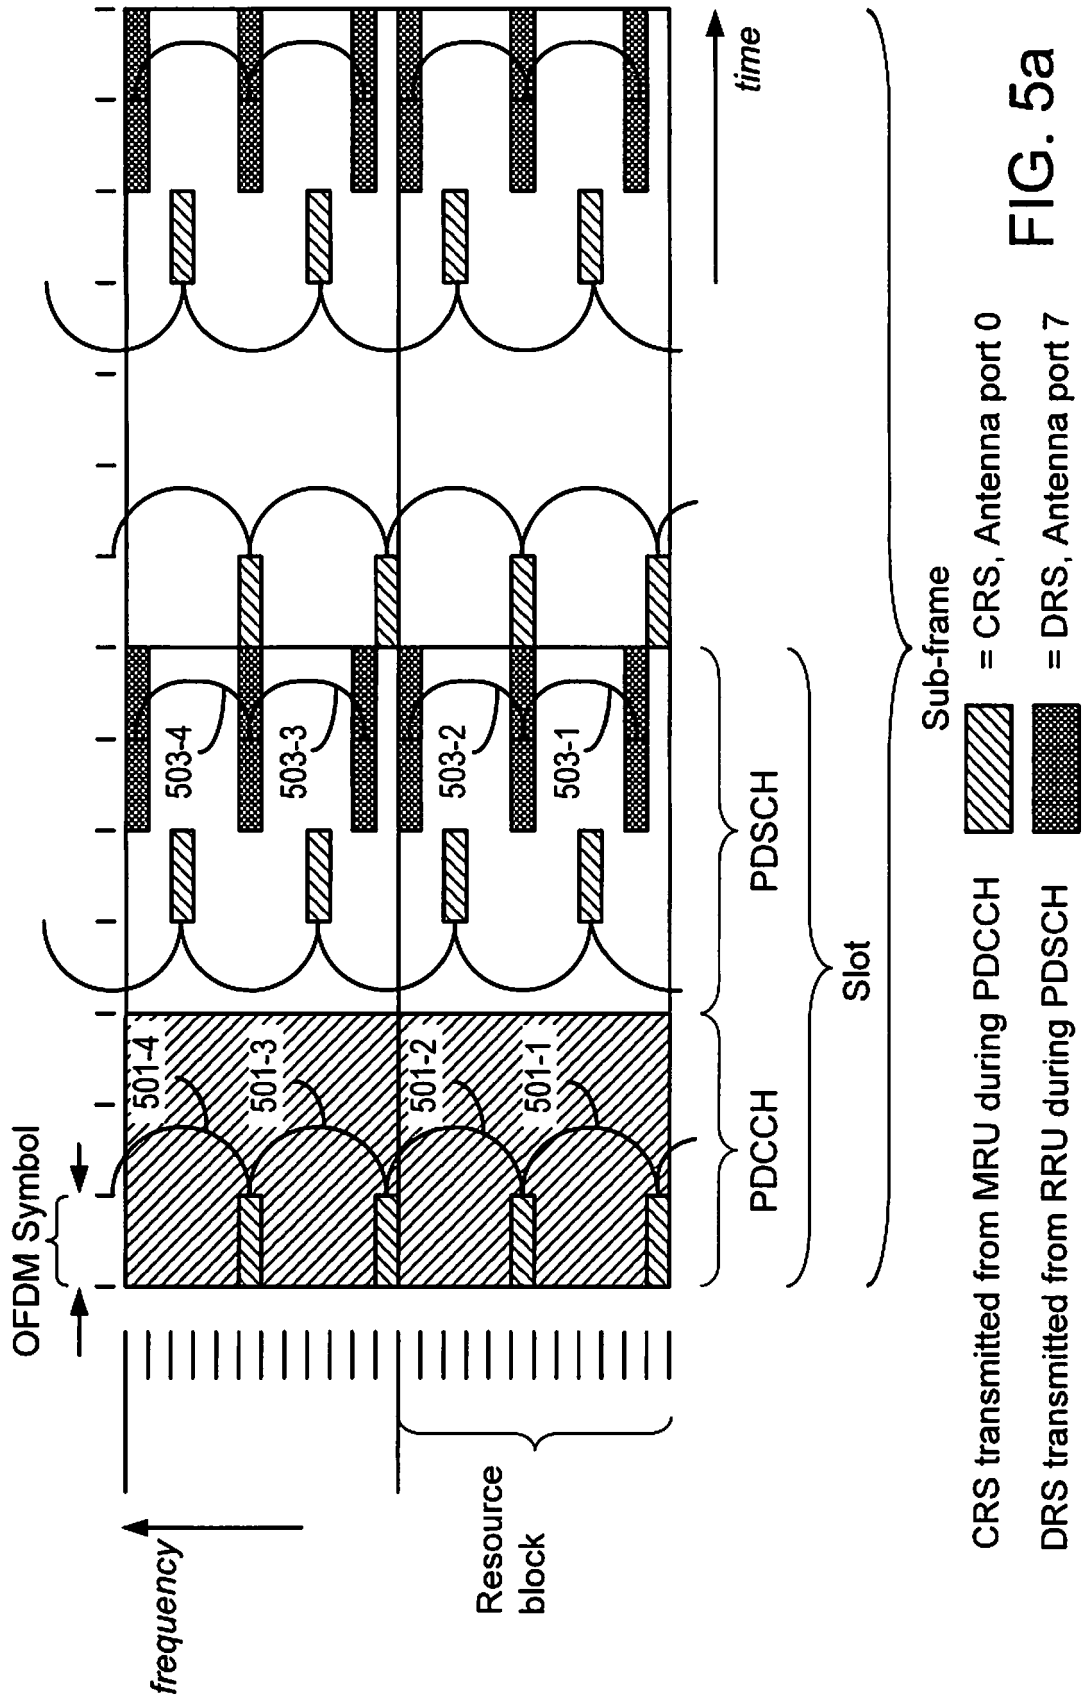 OFDM Symbol
frequency
Resource
block
501-4
501-3
501-2
501-1
503-4
503-3
503-2
503-1
PDCCH
PDSCH
Slot
Sub-frame
time
CRS transmitted from MRU during PDCCH = CRS, Antenna port 0
DRS transmitted from RRU during PDSCH = DRS, Antenna port 7
FIG. 5a